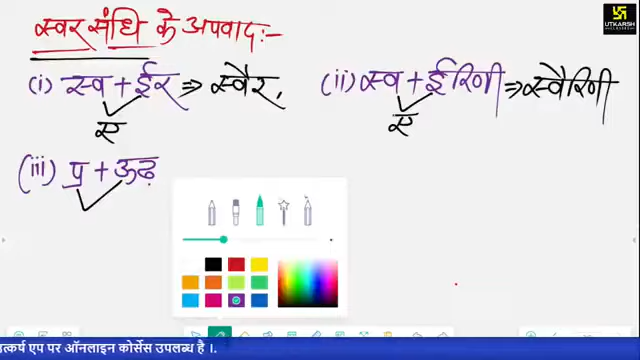 स्वर संधि के अपवाद :-
UTKARSH
(i) स्व + ईर ⇒ स्वैर, (ii) स्व + ईरिणी ⇒ स्वैरिणी
ए ए
(iii) प्र + ऊढ़
त्कर्ष एप पर ऑनलाइन कोर्सेस उपलब्ध है ।.